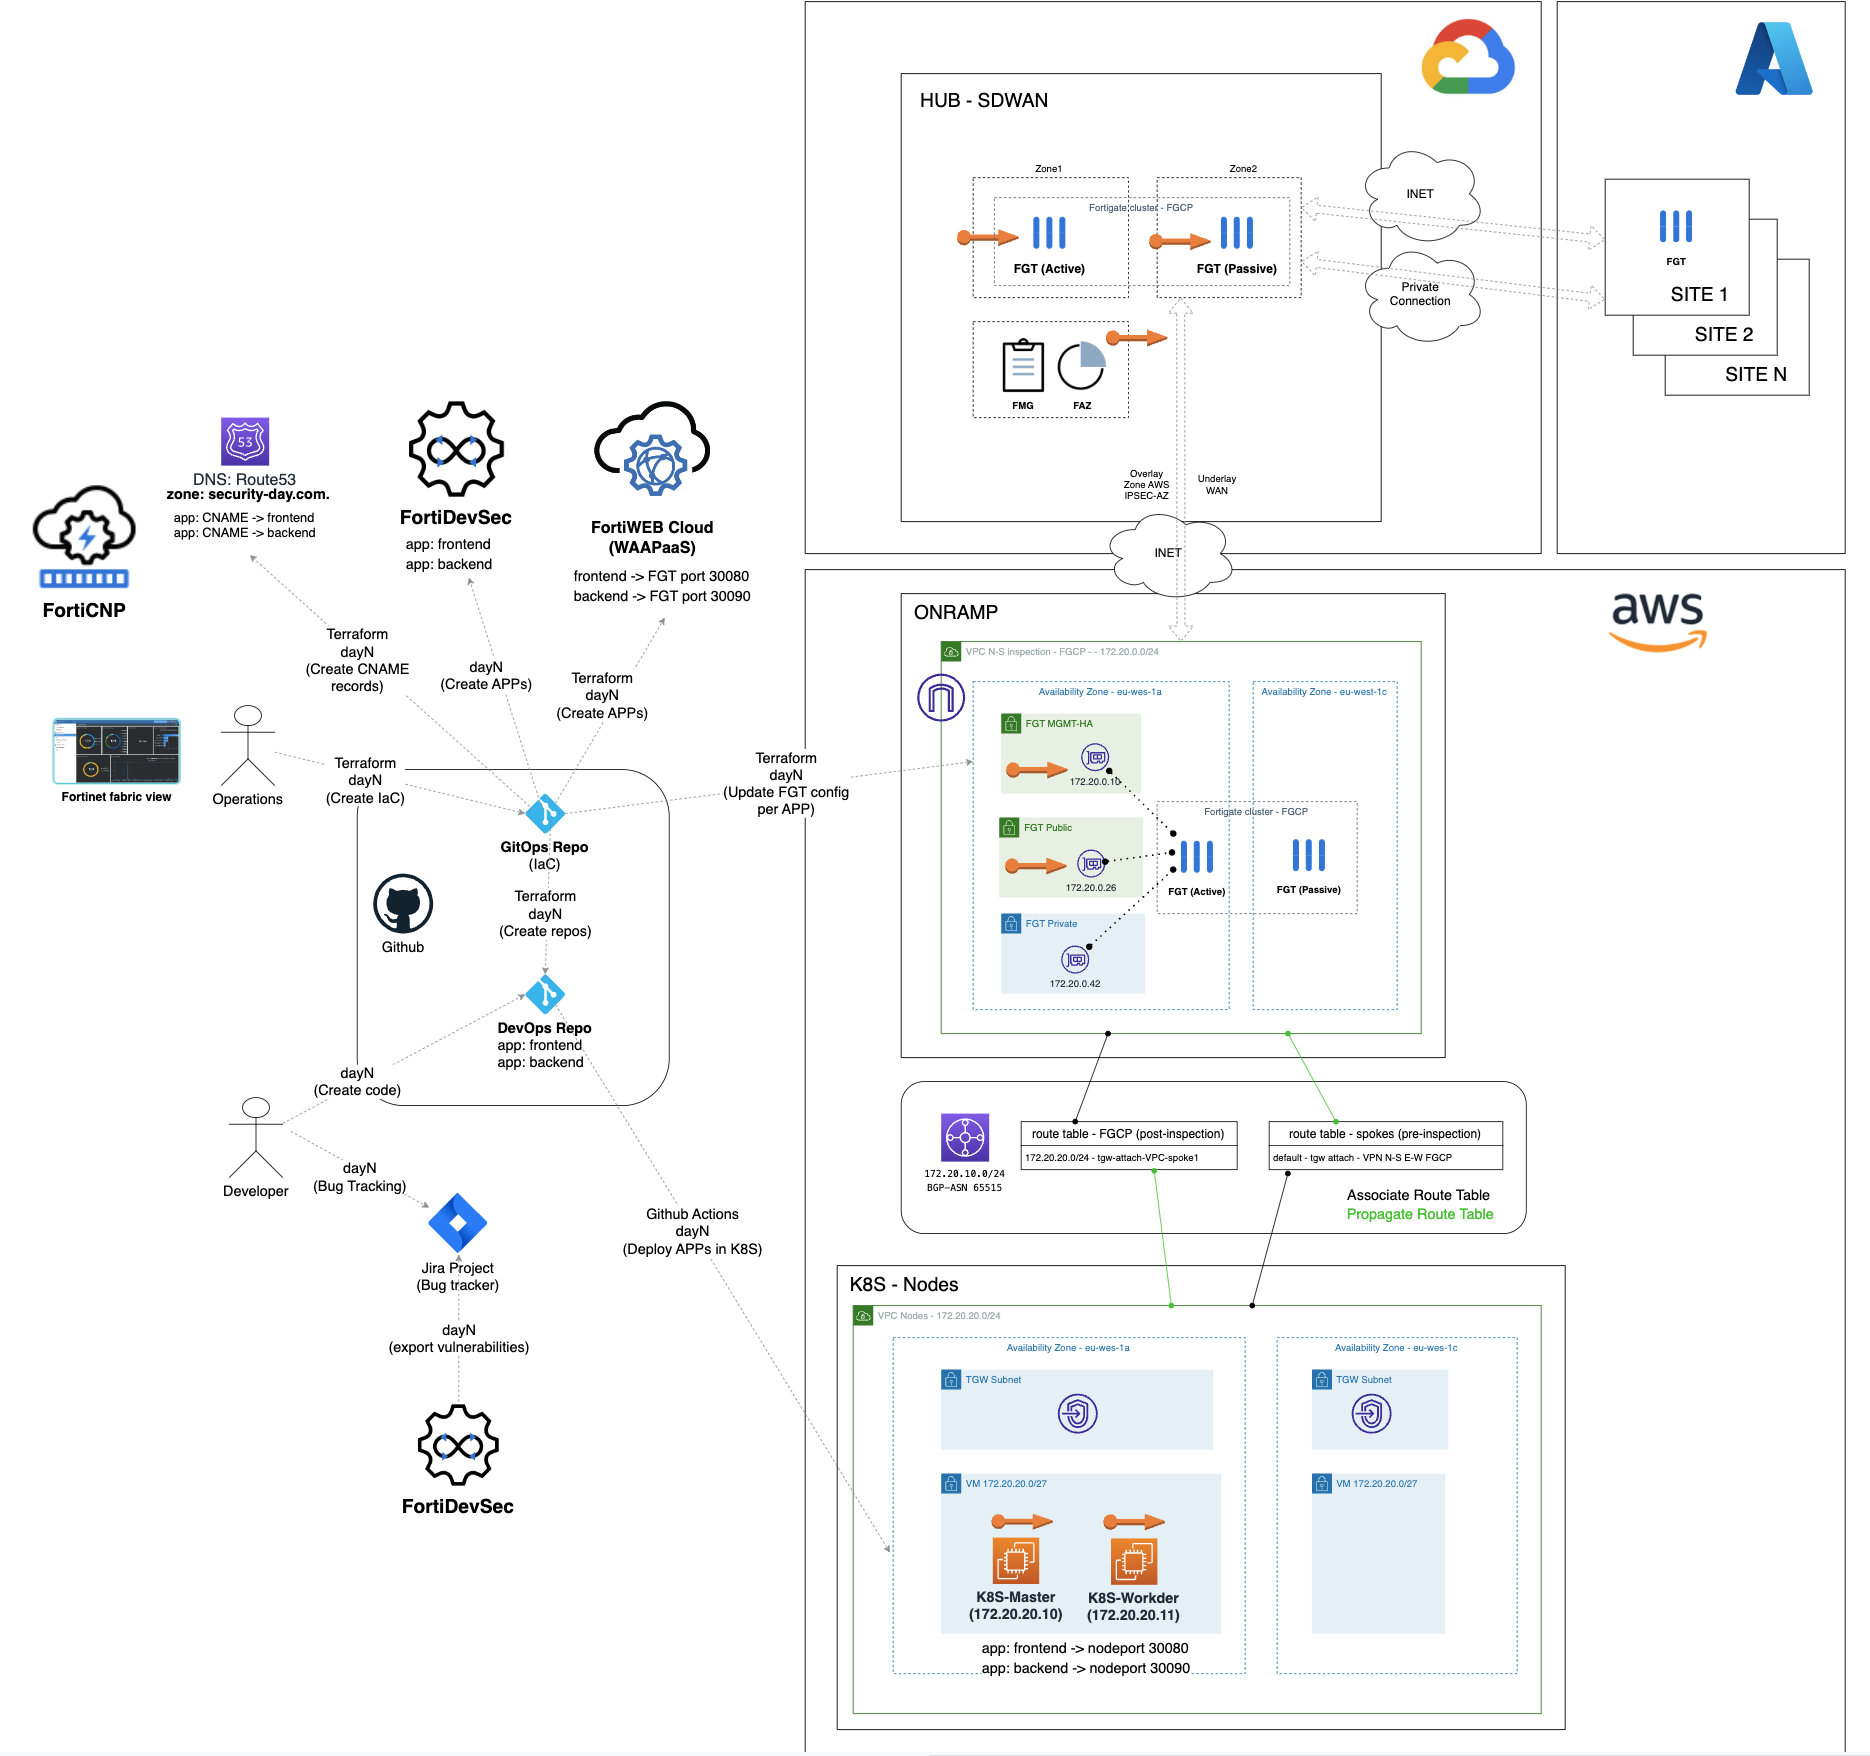 HUB - SDWAN
Zone1
Zone2
Fortigate cluster - FGCP
FGT (Active)
FGT (Passive)
FMG
FAZ
INET
Private
Connection
FGT
SITE 1
SITE 2
SITE N
Overlay
Zone AWS
IPSEC-AZ
Underlay
WAN
INET
53
DNS: Route53
zone: security-day.com.
app: CNAME -> frontend
app: CNAME -> backend
FortiCNP
FortiDevSec
app: frontend
app: backend
FortiWEB Cloud
(WAAPaaS)
frontend -> FGT port 30080
backend -> FGT port 30090
Terraform
dayN
(Create CNAME
records)
dayN
(Create APPs)
Terraform
dayN
(Create APPs)
Fortinet fabric view
Operations
Terraform
dayN
(Create IaC)
Terraform
dayN
(Update FGT config
per APP)
GitOps Repo
(IaC)
Terraform
dayN
(Create repos)
Github
DevOps Repo
app: frontend
app: backend
dayN
(Create code)
Developer
dayN
(Bug Tracking)
Jira Project
(Bug tracker)
dayN
(export vulnerabilities)
FortiDevSec
Github Actions
dayN
(Deploy APPs in K8S)
aws
ONRAMP
VPC N-S inspection - FGCP - - 172.20.0.0/24
Availability Zone - eu-wes-1a
Availability Zone - eu-west-1c
FGT MGMT-HA
172.20.0.10
FGT Public
172.20.0.26
FGT Private
172.20.0.42
Fortigate cluster - FGCP
FGT (Active)
FGT (Passive)
172.20.10.0/24
BGP-ASN 65515
route table - FGCP (post-inspection)
172.20.20.0/24 - tgw-attach-VPC-spoke1
route table - spokes (pre-inspection)
default - tgw attach - VPN N-S E-W FGCP
Associate Route Table
Propagate Route Table
K8S - Nodes
VPC Nodes - 172.20.20.0/24
Availability Zone - eu-wes-1a
Availability Zone - eu-wes-1c
TGW Subnet
TGW Subnet
VM 172.20.20.0/27
VM 172.20.20.0/27
K8S-Master
(172.20.20.10)
K8S-Workder
(172.20.20.11)
app: frontend -> nodeport 30080
app: backend -> nodeport 30090